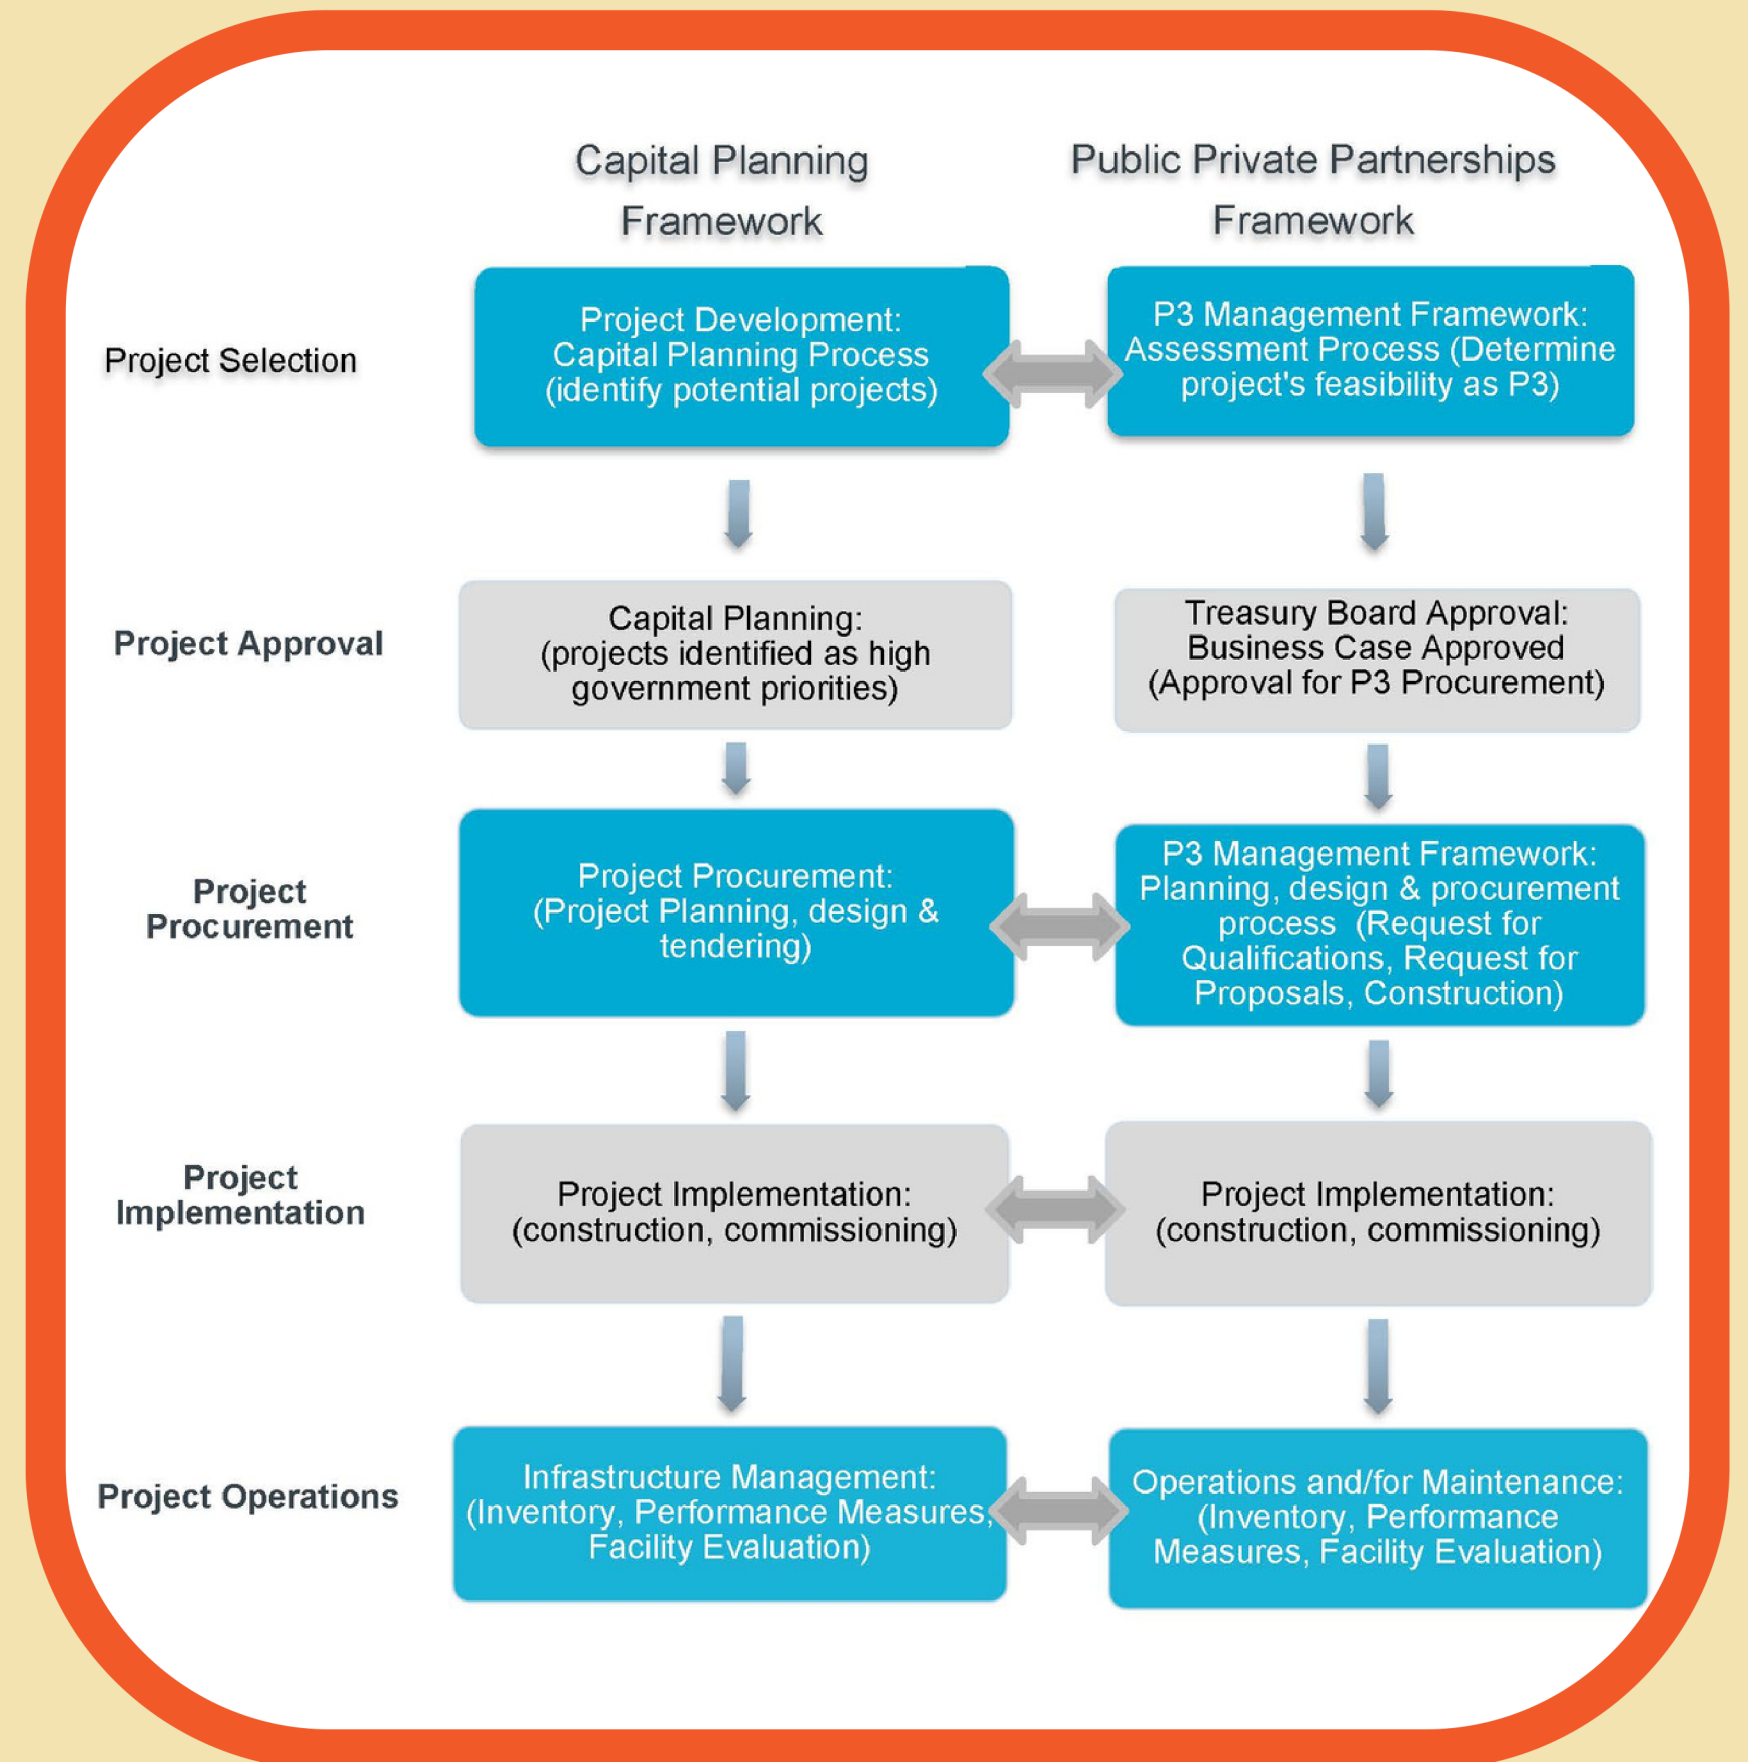 Capital Planning
Framework
Public Private Partnerships
Framework
Project Selection
Project Development:
Capital Planning Process
(identify potential projects)
P3 Management Framework:
Assessment Process (Determine
project's feasibility as P3)
Project Approval
Capital Planning:
(projects identified as high
government priorities)
Treasury Board Approval:
Business Case Approved
(Approval for P3 Procurement)
Project
Procurement
Project Procurement:
(Project Planning, design &
tendering)
P3 Management Framework:
Planning, design & procurement
process (Request for
Qualifications, Request for
Proposals, Construction)
Project
Implementation
Project Implementation:
(construction, commissioning)
Project Implementation:
(construction, commissioning)
Project Operations
Infrastructure Management:
(Inventory, Performance Measures,
Facility Evaluation)
Operations and/for Maintenance:
(Inventory, Performance
Measures, Facility Evaluation)